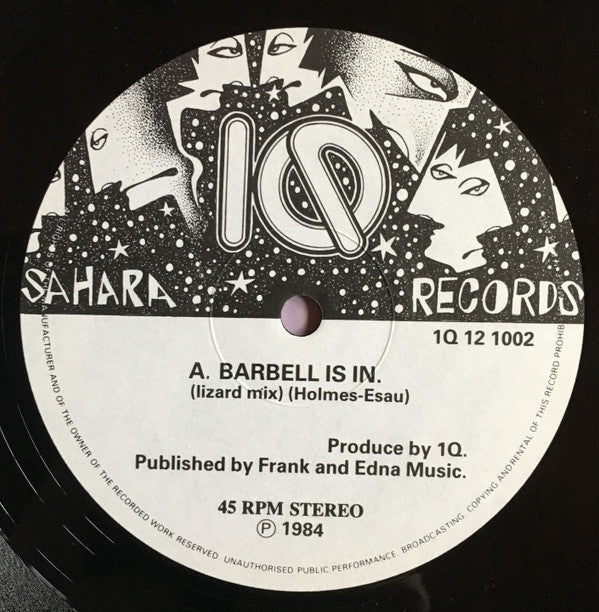 1Q
SAHARA RECORDS
1Q 12 1002
A. BARBELL IS IN.
(lizard mix) (Holmes-Esau)
Produce by 1Q.
Published by Frank and Edna Music.
45 RPM STEREO
Ⓟ 1984
MANUFACTURER AND OF THE OWNER OF THE RECORDED WORK RESERVED. UNAUTHORISED PUBLIC PERFORMANCE, BROADCASTING, COPYING AND RENTAL OF THIS RECORD PROHIB